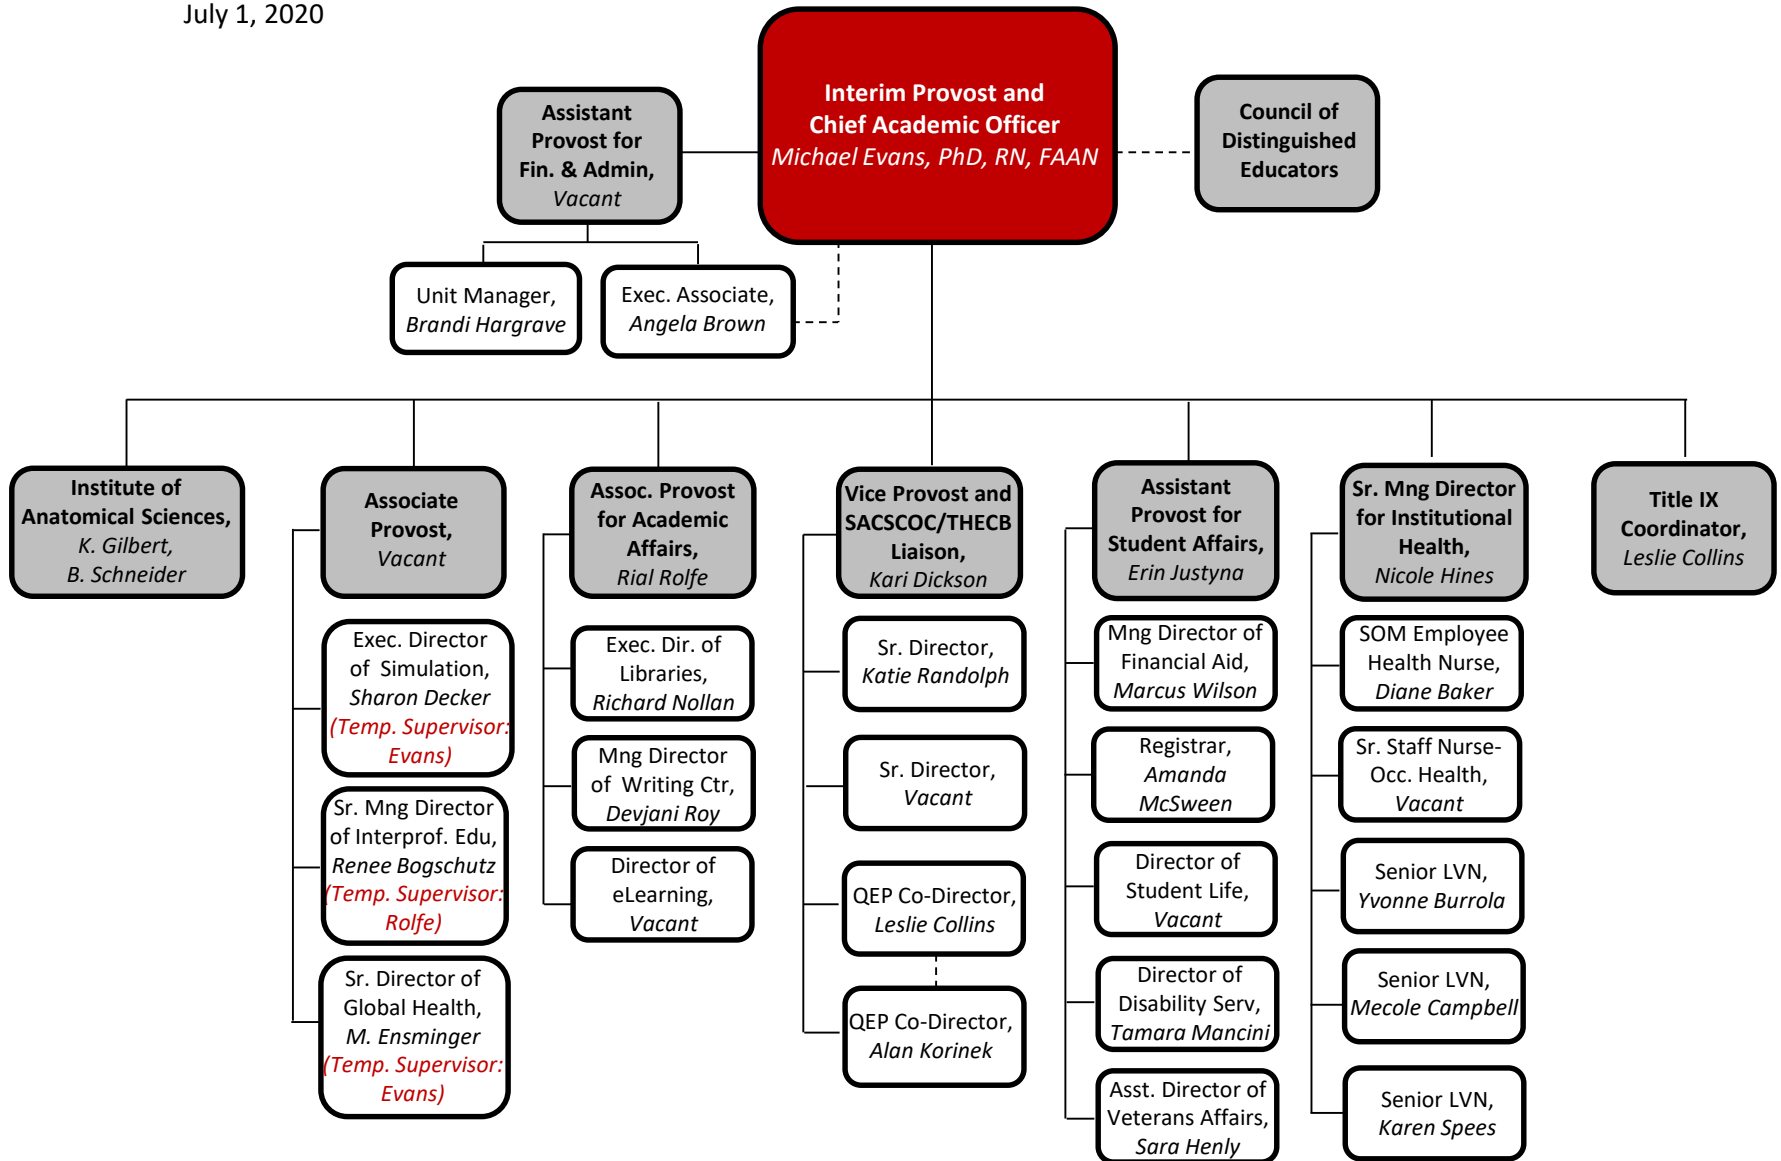 July 1, 2020
Interim Provost and
Chief Academic Officer
Michael Evans, PhD, RN, FAAN
Assistant
Provost for
Fin. & Admin,
Vacant
Council of
Distinguished
Educators
Unit Manager,
Brandi Hargrave
Exec. Associate,
Angela Brown
Institute of
Anatomical Sciences,
K. Gilbert,
B. Schneider
Associate
Provost,
Vacant
Exec. Director
of Simulation,
Sharon Decker
(Temp. Supervisor:
Evans)
Sr. Mng Director
of Interprof. Edu,
Renee Bogschutz
(Temp. Supervisor:
Rolfe)
Sr. Director of
Global Health,
M. Ensminger
(Temp. Supervisor:
Evans)
Assoc. Provost
for Academic
Affairs,
Rial Rolfe
Exec. Dir. of
Libraries,
Richard Nollan
Mng Director
of Writing Ctr,
Devjani Roy
Director of
eLearning,
Vacant
Vice Provost and
SACSCOC/THECB
Liaison,
Kari Dickson
Sr. Director,
Katie Randolph
Sr. Director,
Vacant
QEP Co-Director,
Leslie Collins
QEP Co-Director,
Alan Korinek
Assistant
Provost for
Student Affairs,
Erin Justyna
Mng Director of
Financial Aid,
Marcus Wilson
Registrar,
Amanda
McSween
Director of
Student Life,
Vacant
Director of
Disability Serv,
Tamara Mancini
Asst. Director of
Veterans Affairs,
Sara Henly
Sr. Mng Director
for Institutional
Health,
Nicole Hines
SOM Employee
Health Nurse,
Diane Baker
Sr. Staff Nurse-
Occ. Health,
Vacant
Senior LVN,
Yvonne Burrola
Senior LVN,
Mecole Campbell
Senior LVN,
Karen Spees
Title IX
Coordinator,
Leslie Collins